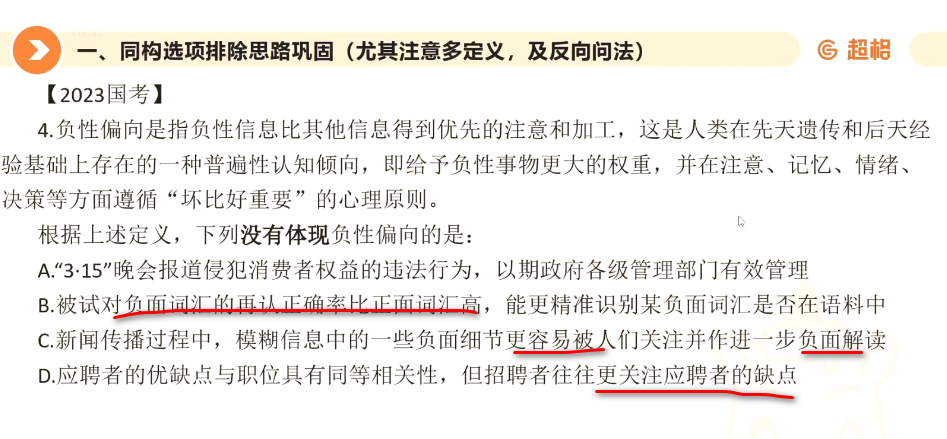 一、同构选项排除思路巩固（尤其注意多定义，及反向问法）
超格
【2023国考】
4.负性偏向是指负性信息比其他信息得到优先的注意和加工，这是人类在先天遗传和后天经
验基础上存在的一种普遍性认知倾向，即给予负性事物更大的权重，并在注意、记忆、情绪、
决策等方面遵循“坏比好重要”的心理原则。
根据上述定义，下列没有体现负性偏向的是：
A.“3·15”晚会报道侵犯消费者权益的违法行为，以期政府各级管理部门有效管理
B.被试对负面词汇的再认正确率比正面词汇高，能更精准识别某负面词汇是否在语料中
C.新闻传播过程中，模糊信息中的一些负面细节更容易被人们关注并作进一步负面解读
D.应聘者的优缺点与职位具有同等相关性，但招聘者往往更关注应聘者的缺点